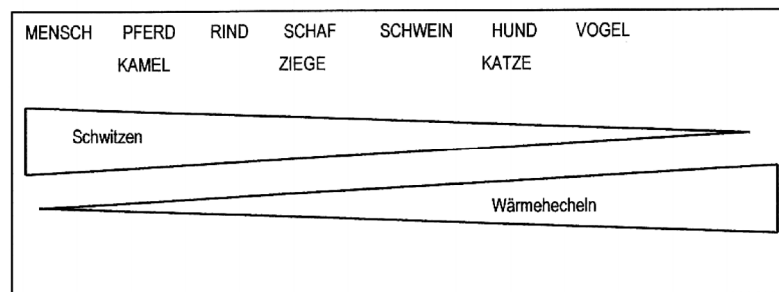 MENSCH PFERD RIND SCHAF SCHWEIN HUND VOGEL
KAMEL ZIEGE KATZE
Schwitzen
Wärmehecheln